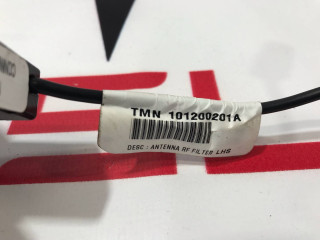 TMN 101200201A
DESC : ANTENNA RF FILTER LHS